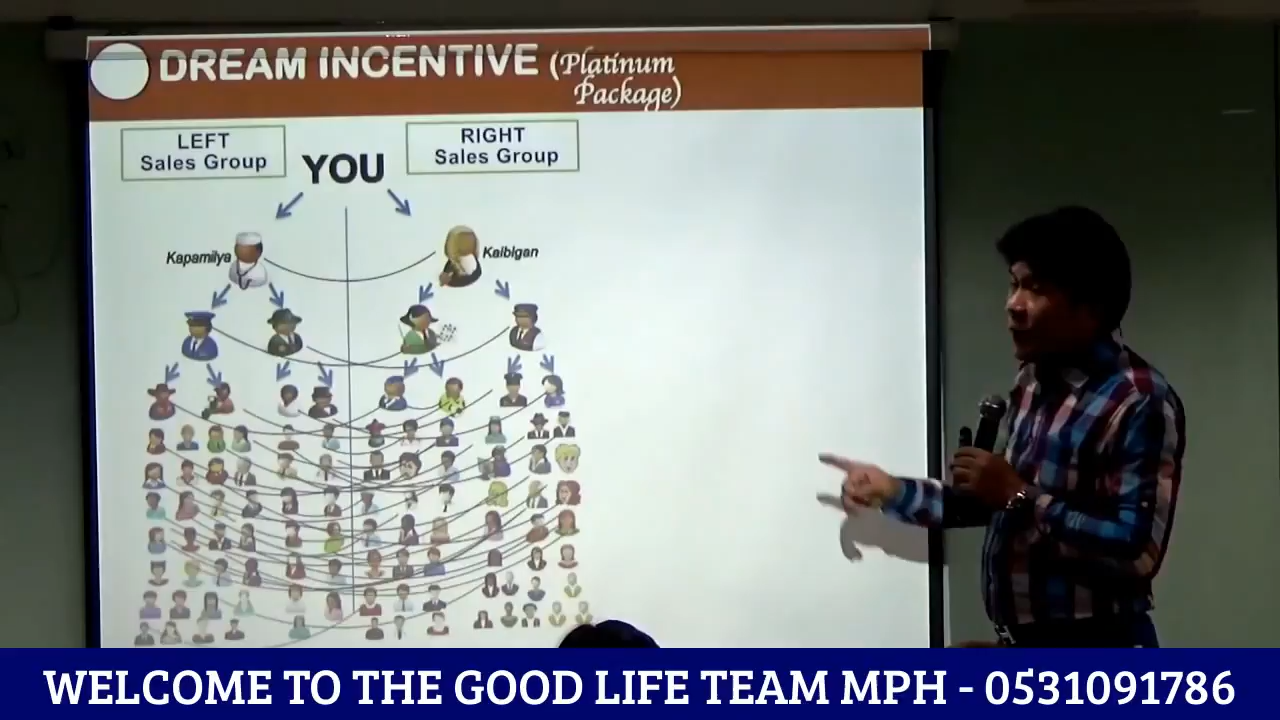 DREAM INCENTIVE (Platinum
Package)
LEFT
Sales Group
RIGHT
Sales Group
YOU
Kapamilya
Kaibigan
WELCOME TO THE GOOD LIFE TEAM MPH - 0531091786